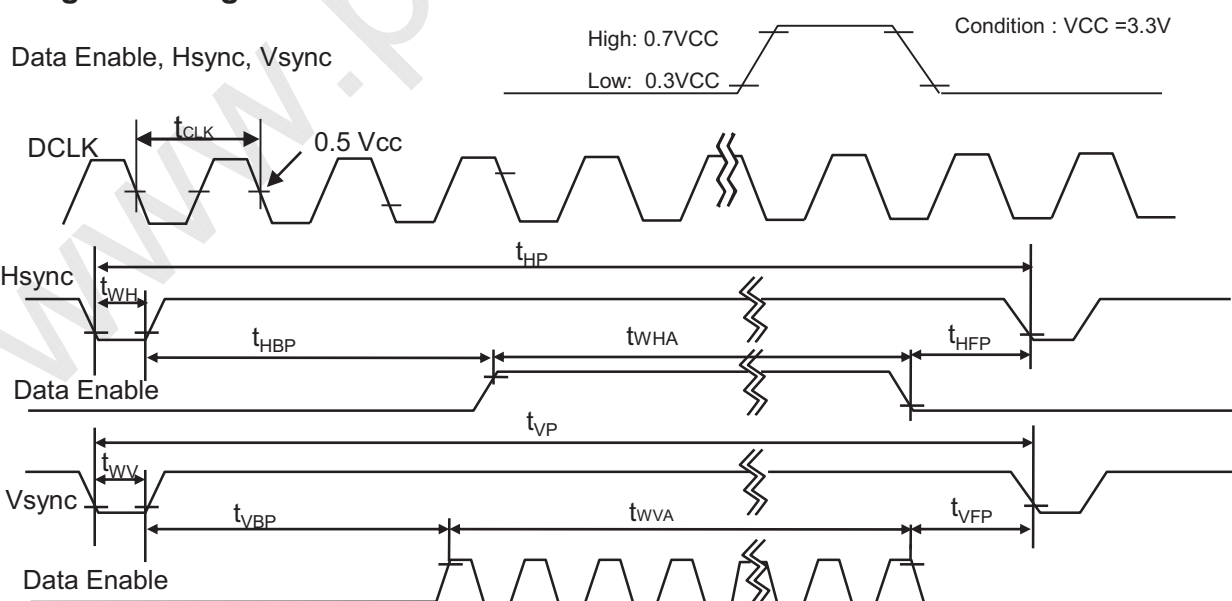 Data Enable, Hsync, Vsync
High: 0.7VCC
Low: 0.3VCC
Condition : VCC =3.3V
DCLK
tCLK
0.5 Vcc
tHP
Hsync
tWH
tHBP
tWHA
tHFP
Data Enable
tVP
tWV
Vsync
tVBP
tWVA
tVFP
Data Enable
www.p